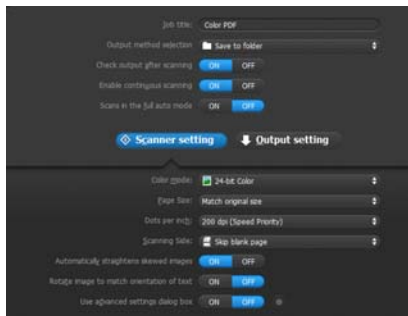 Job title: Color PDF
Output method selection Save to folder
Check output after scanning ON OFF
Enable continuous scanning ON OFF
Scans in the full auto mode ON OFF
Scanner setting Output setting
Color mode: 24-bit Color
Page Size: Match original size
Dots per inch: 200 dpi (Speed Priority)
Scanning Side: Skip blank page
Automatically straightens skewed images ON OFF
Rotate image to match orientation of text ON OFF
Use advanced settings dialog box ON OFF